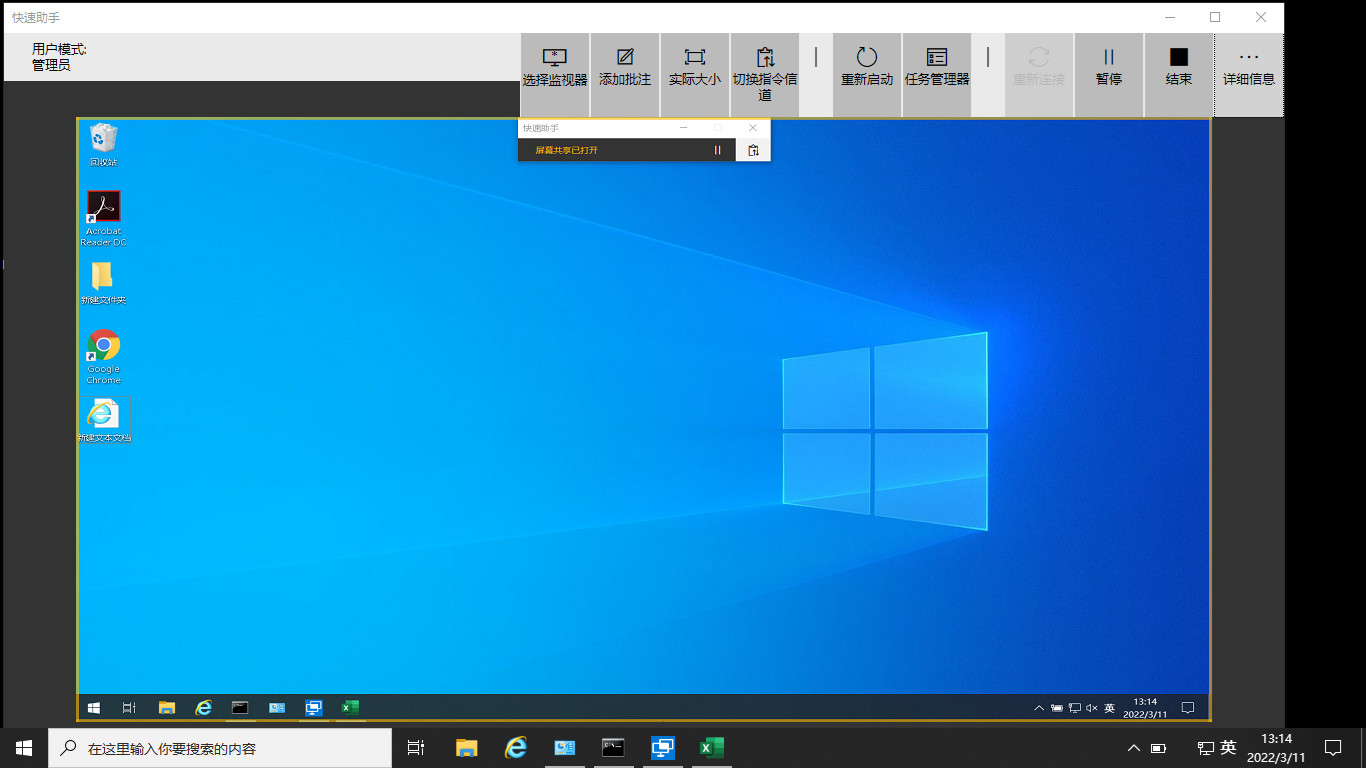 快速助手
用户模式:
管理员
选择监视器
添加批注
实际大小
切换指令信
道
重新启动
任务管理器
重新连接
暂停
结束
详细信息
快速助手
屏幕共享已打开
回收站
Acrobat
Reader DC
新建文件夹
Google
Chrome
新建文本文档
英
13:14
2022/3/11
在这里输入你要搜索的内容
英
13:14
2022/3/11